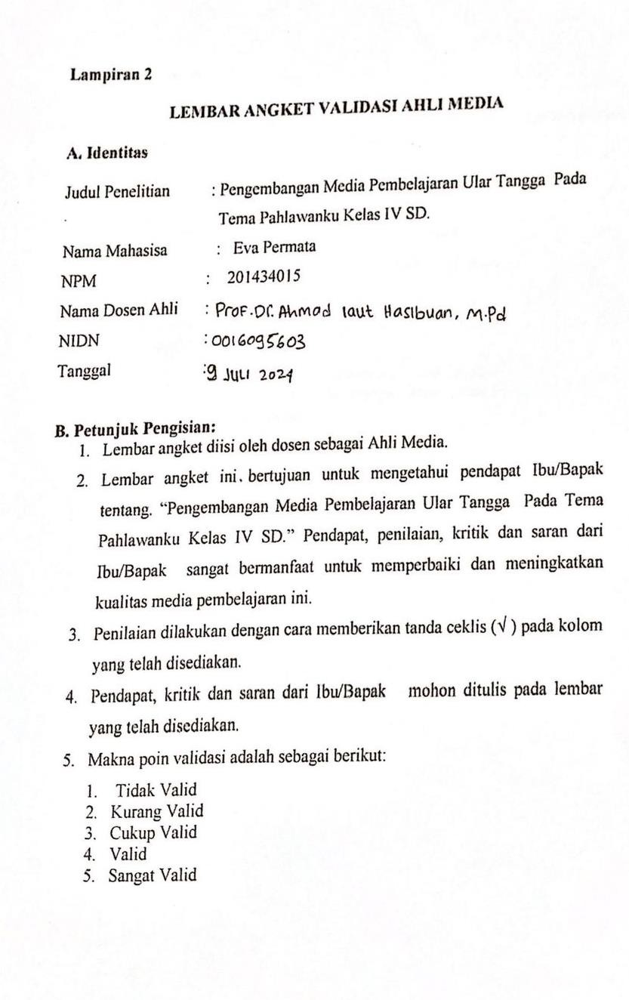 Lampiran 2
LEMBAR ANGKET VALIDASI AHLI MEDIA
A. Identitas
Judul Penelitian : Pengembangan Media Pembelajaran Ular Tangga Pada
Tema Pahlawanku Kelas IV SD.
Nama Mahasisa : Eva Permata
NPM : 201434015
Nama Dosen Ahli : Prof.Dr. Ahmad laut Hasibuan, M.Pd
NIDN : 0016095603
Tanggal : 9 JULI 2024
B. Petunjuk Pengisian:
1. Lembar angket diisi oleh dosen sebagai Ahli Media.
2. Lembar angket ini. bertujuan untuk mengetahui pendapat Ibu/Bapak
tentang. “Pengembangan Media Pembelajaran Ular Tangga Pada Tema
Pahlawanku Kelas IV SD.” Pendapat, penilaian, kritik dan saran dari
Ibu/Bapak sangat bermanfaat untuk memperbaiki dan meningkatkan
kualitas media pembelajaran ini.
3. Penilaian dilakukan dengan cara memberikan tanda ceklis (√ ) pada kolom
yang telah disediakan.
4. Pendapat, kritik dan saran dari Ibu/Bapak mohon ditulis pada lembar
yang telah disediakan.
5. Makna poin validasi adalah sebagai berikut:
1. Tidak Valid
2. Kurang Valid
3. Cukup Valid
4. Valid
5. Sangat Valid